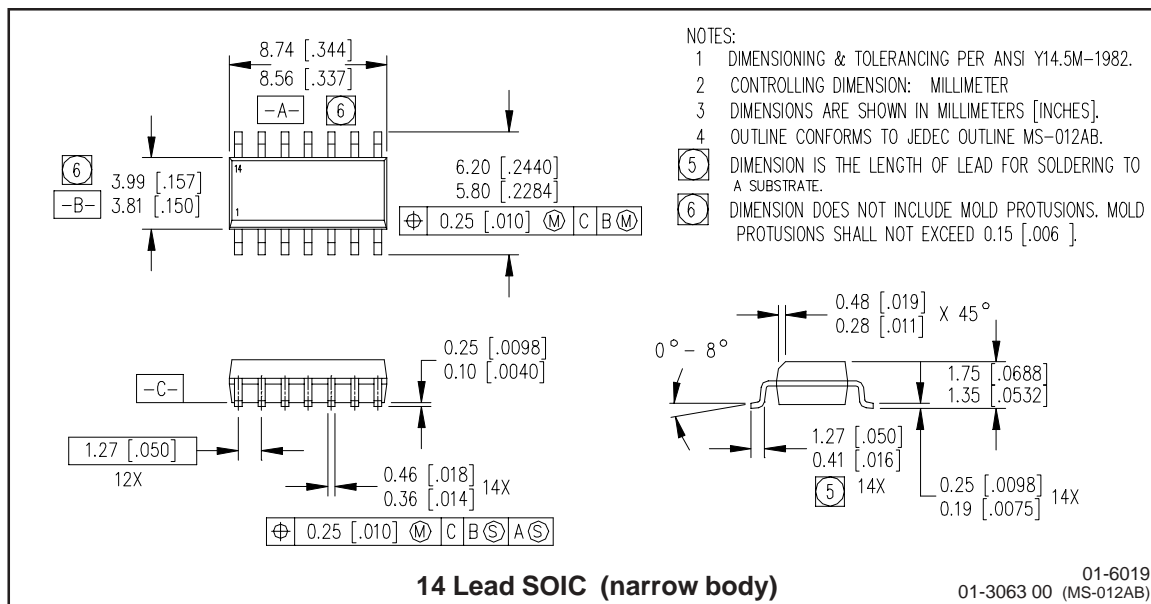 8.74 [.344]
8.56 [.337]
-A- 6
6
3.99 [.157]
-B- 3.81 [.150]
14
1
6.20 [.2440]
5.80 [.2284]
⌖ 0.25 [.010] Ⓜ C B Ⓜ
NOTES:
1 DIMENSIONING & TOLERANCING PER ANSI Y14.5M-1982.
2 CONTROLLING DIMENSION: MILLIMETER
3 DIMENSIONS ARE SHOWN IN MILLIMETERS [INCHES].
4 OUTLINE CONFORMS TO JEDEC OUTLINE MS-012AB.
5 DIMENSION IS THE LENGTH OF LEAD FOR SOLDERING TO
A SUBSTRATE.
6 DIMENSION DOES NOT INCLUDE MOLD PROTUSIONS. MOLD
PROTUSIONS SHALL NOT EXCEED 0.15 [.006 ].
-C-
0.25 [.0098]
0.10 [.0040]
1.27 [.050]
12X
0.46 [.018]
0.36 [.014] 14X
⌖ 0.25 [.010] Ⓜ C B Ⓢ A Ⓢ
0.48 [.019]
0.28 [.011] X 45°
0°-8°
1.75 [.0688]
1.35 [.0532]
1.27 [.050]
0.41 [.016]
5 14X
0.25 [.0098]
0.19 [.0075] 14X
14 Lead SOIC (narrow body)
01-6019
01-3063 00 (MS-012AB)